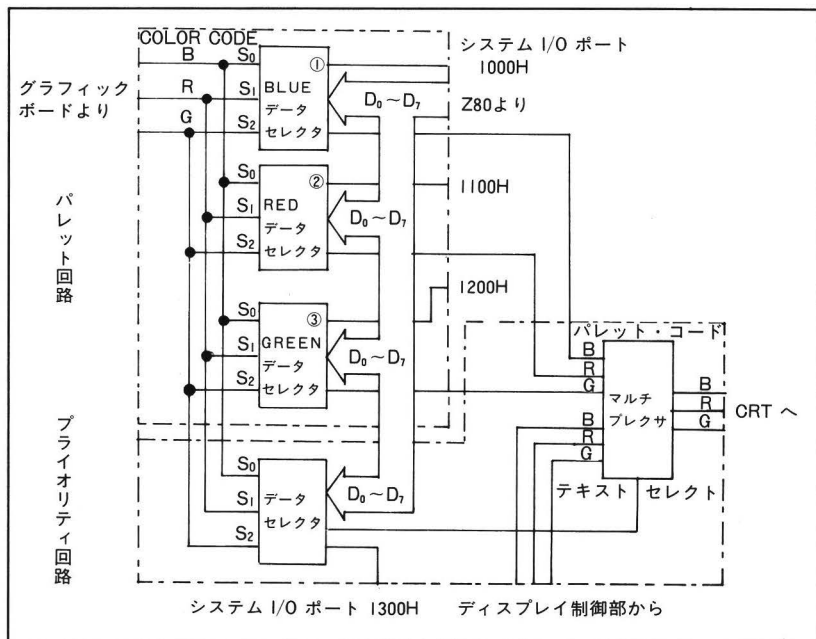 COLOR CODE
グラフィック
ボードより
B
R
G
S0
S1
S2
①
BLUE
データ
セレクタ
D0～D7
システム I/O ポート
1000H
Z80より
パレット回路
S0
S1
S2
②
RED
データ
セレクタ
D0～D7
1100H
S0
S1
S2
③
GREEN
データ
セレクタ
D0～D7
1200H
プライオリティ回路
S0
S1
S2
データ
セレクタ
D0～D7
パレット・コード
B
R
G
B
R
G
マルチ
プレクサ
B
R
G
CRT へ
テキスト セレクト
システム I/O ポート 1300H
ディスプレイ制御部から